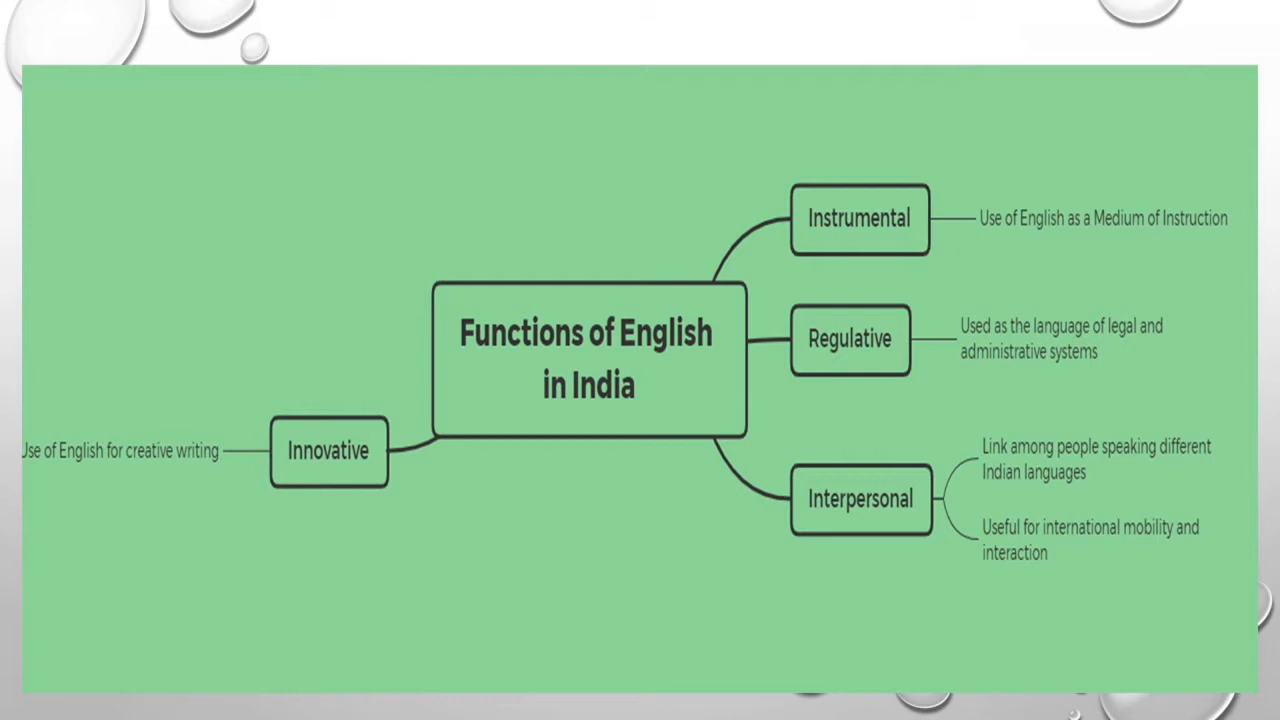 Functions of English
in India
Instrumental
Use of English as a Medium of Instruction
Regulative
Used as the language of legal and
administrative systems
Interpersonal
Link among people speaking different
Indian languages
Useful for international mobility and
interaction
Innovative
Use of English for creative writing